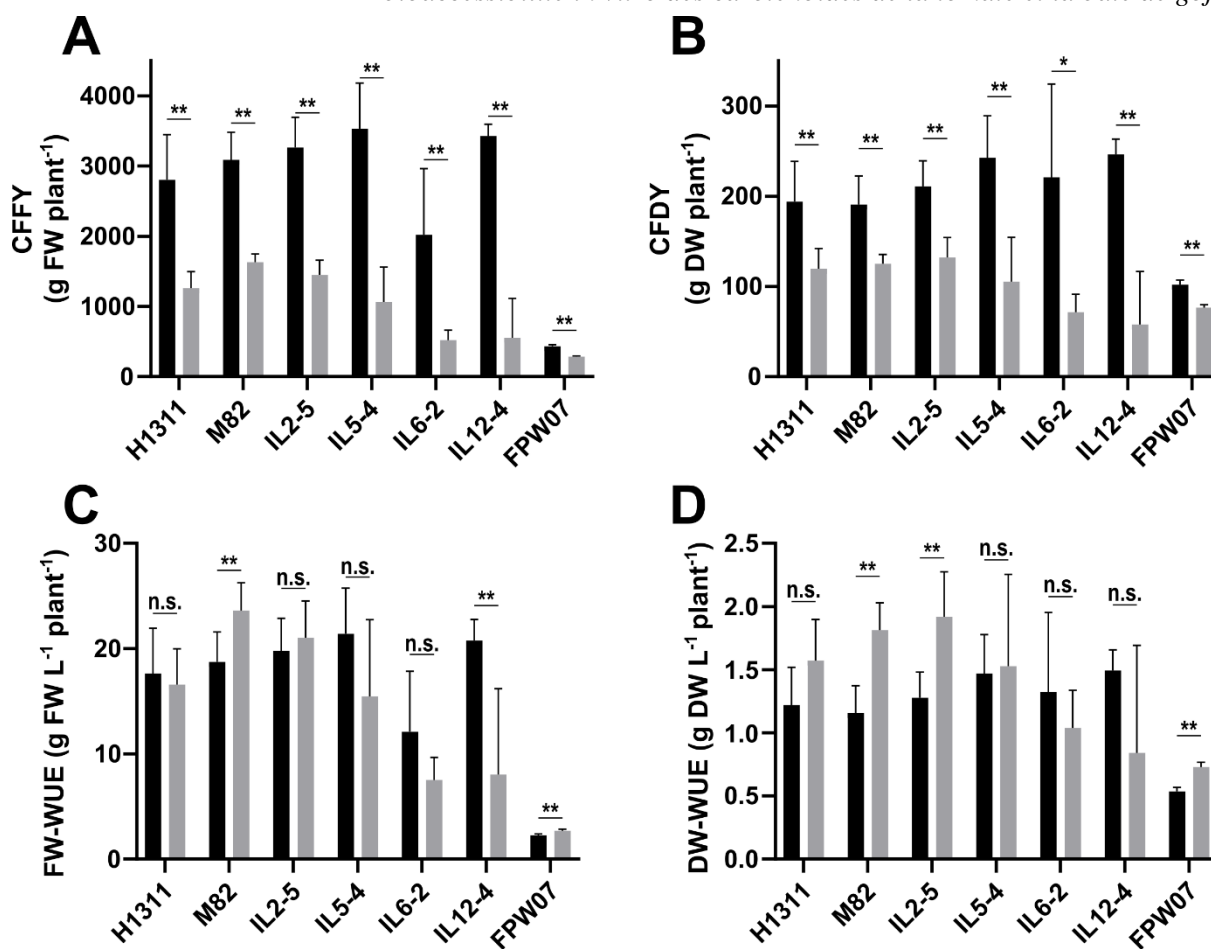 A
CFFY
(g FW plant⁻¹)
4000
3000
2000
1000
0
**
**
**
**
**
**
**
H1311
M82
IL2-5
IL5-4
IL6-2
IL12-4
FPW07
B
CFDY
(g DW plant⁻¹)
300
200
100
0
**
**
**
**
*
**
**
H1311
M82
IL2-5
IL5-4
IL6-2
IL12-4
FPW07
C
FW-WUE (g FW L⁻¹ plant⁻¹)
30
20
10
0
n.s.
**
n.s.
n.s.
n.s.
**
**
H1311
M82
IL2-5
IL5-4
IL6-2
IL12-4
FPW07
D
DW-WUE (g DW L⁻¹ plant⁻¹)
2.5
2.0
1.5
1.0
0.5
0.0
n.s.
**
**
n.s.
n.s.
n.s.
**
H1311
M82
IL2-5
IL5-4
IL6-2
IL12-4
FPW07